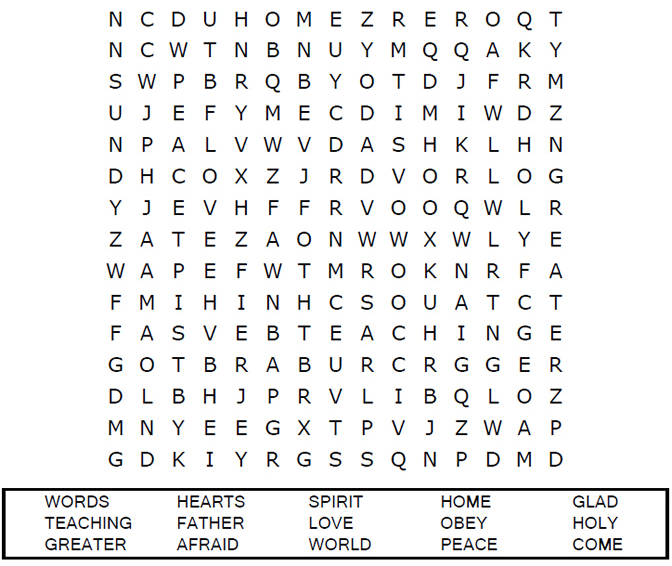 N C D U H O M E Z R E R O Q T
N C W T N B N U Y M Q Q A K Y
S W P B R Q B Y O T D J F R M
U J E F Y M E C D I M I W D Z
N P A L V W V D A S H K L H N
D H C O X Z J R D V O R L O G
Y J E V H F F R V O O Q W L R
Z A T E Z A O N W W X W L Y E
W A P E F W T M R O K N R F A
F M I H I N H C S O U A T C T
F A S V E B T E A C H I N G E
G O T B R A B U R C R G G E R
D L B H J P R V L I B Q L O Z
M N Y E E G X T P V J Z W A P
G D K I Y R G S S Q N P D M D
WORDS HEARTS SPIRIT HOME GLAD
TEACHING FATHER LOVE OBEY HOLY
GREATER AFRAID WORLD PEACE COME